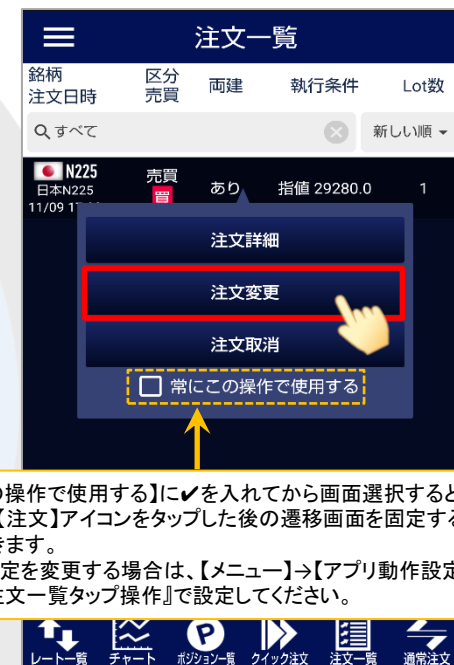 注文一覧
銘柄 区分 両建 執行条件 Lot数
注文日時 売買
すべて 新しい順
N225 売買 あり 指値 29280.0 1
日本N225 買
11/09
注文詳細
注文変更
注文取消
常にこの操作で使用する
操作で使用する】に✔を入れてから画面選択すると
【注文】アイコンをタップした後の遷移画面を固定する
きます。
定を変更する場合は、【メニュー】→【アプリ動作設定
注文一覧タップ操作』で設定してください。
レート一覧 チャート ポジション一覧 クイック注文 注文一覧 通常注文